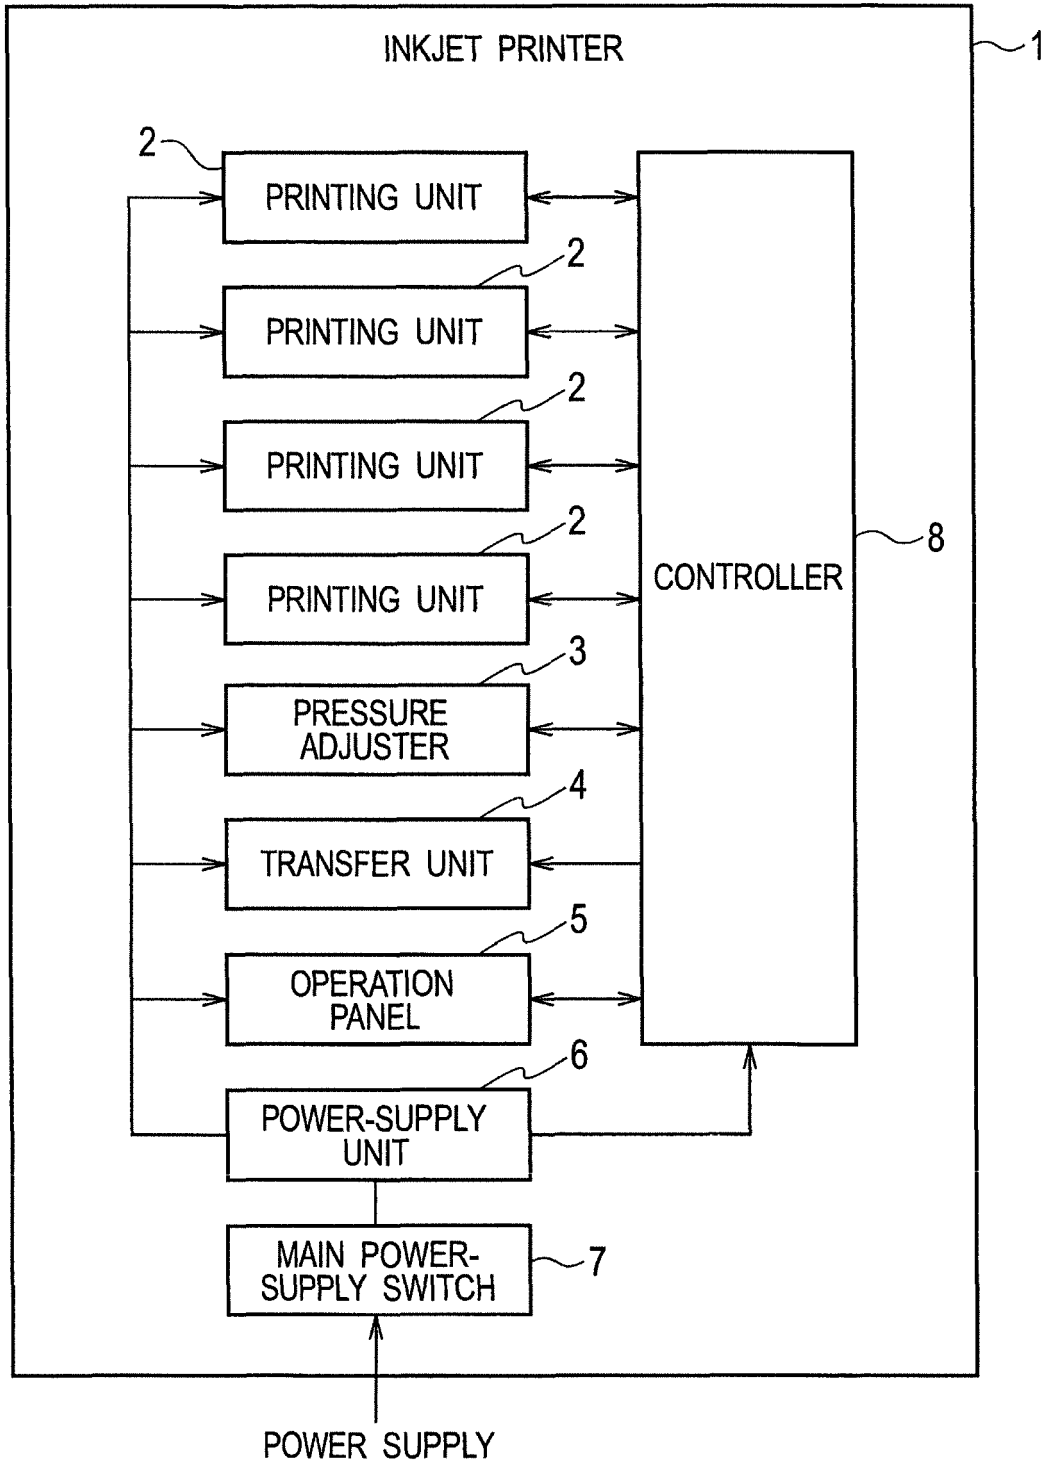 INKJET PRINTER
1
2
PRINTING UNIT
2
PRINTING UNIT
2
PRINTING UNIT
2
PRINTING UNIT
8
CONTROLLER
3
PRESSURE
ADJUSTER
4
TRANSFER UNIT
5
OPERATION
PANEL
6
POWER-SUPPLY
UNIT
7
MAIN POWER-
SUPPLY SWITCH
POWER SUPPLY